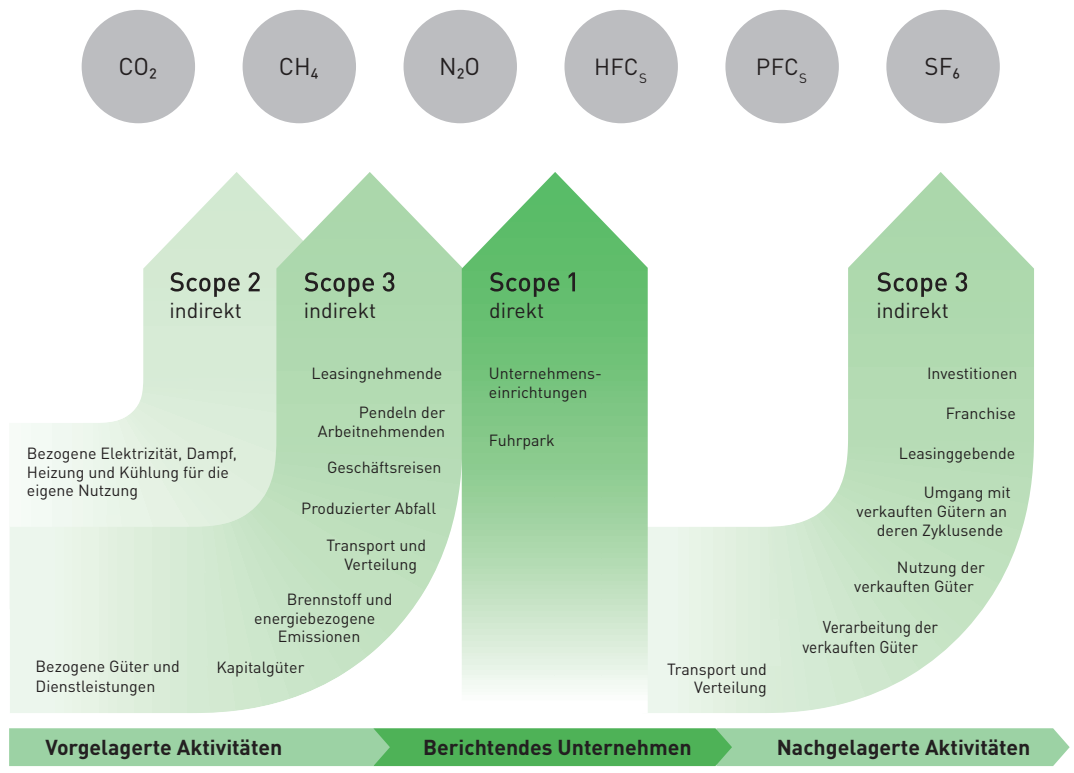 CO₂
CH₄
N₂O
HFCₛ
PFCₛ
SF₆
Scope 2
indirekt
Bezogene Elektrizität, Dampf,
Heizung und Kühlung für die
eigene Nutzung
Scope 3
indirekt
Leasingnehmende
Pendeln der
Arbeitnehmenden
Geschäftsreisen
Produzierter Abfall
Transport und
Verteilung
Brennstoff und
energiebezogene
Emissionen
Kapitalgüter
Bezogene Güter und
Dienstleistungen
Scope 1
direkt
Unternehmens-
einrichtungen
Fuhrpark
Scope 3
indirekt
Investitionen
Franchise
Leasinggebende
Umgang mit
verkauften Gütern an
deren Zyklusende
Nutzung der
verkauften Güter
Verarbeitung der
verkauften Güter
Transport und
Verteilung
Vorgelagerte Aktivitäten
Berichtendes Unternehmen
Nachgelagerte Aktivitäten